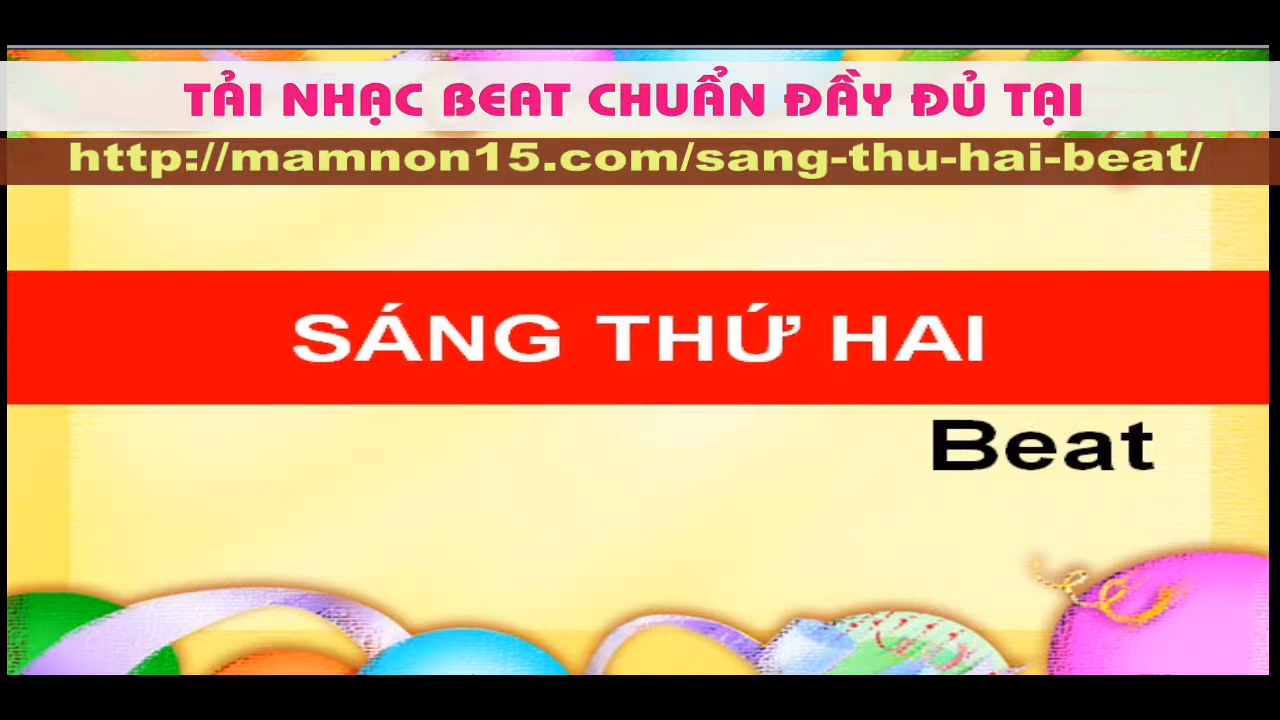 TẢI NHẠC BEAT CHUẨN ĐẦY ĐỦ TẠI
http://mamnon15.com/sang-thu-hai-beat/
SÁNG THỨ HAI
Beat